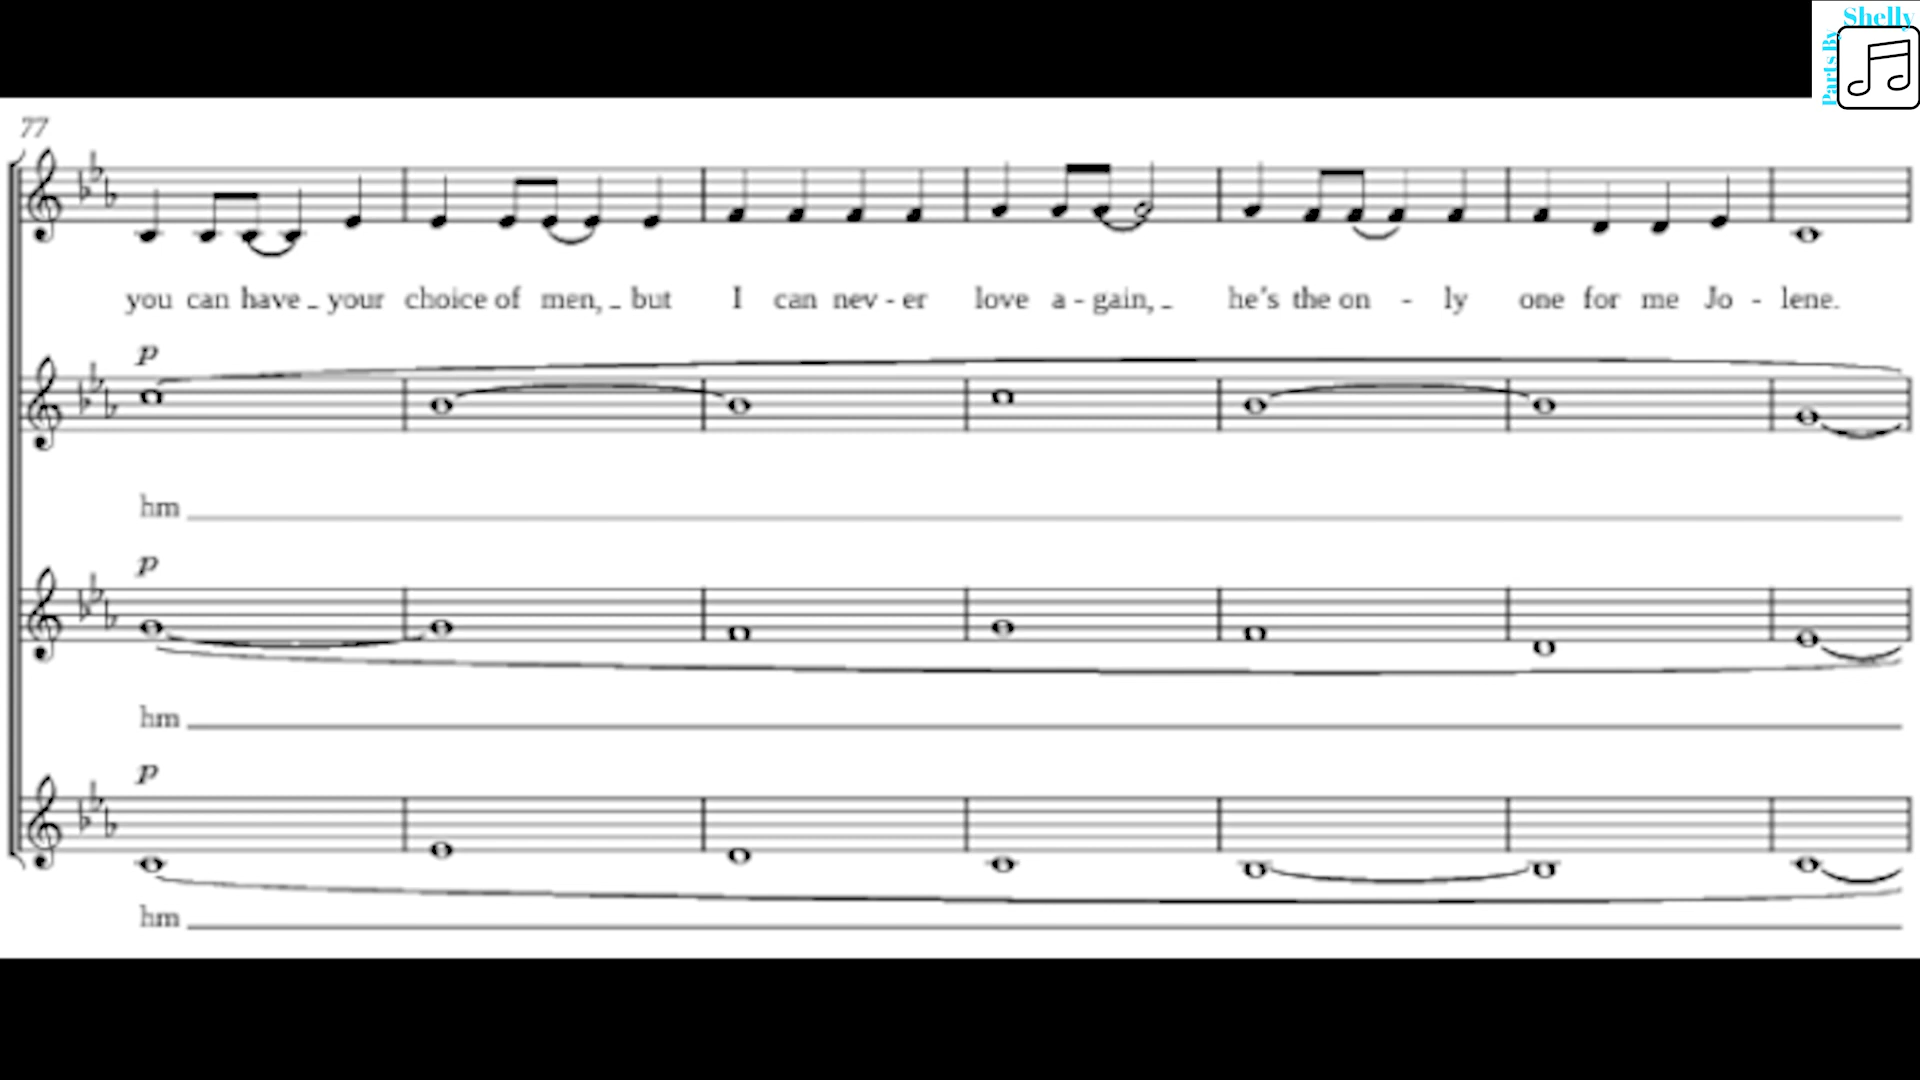 Shelly
Parts By
77
you can have _ your choice of men, _ but I can nev - er love a - gain, _ he's the on - ly one for me Jo - lene.
p
hm
p
hm
p
hm